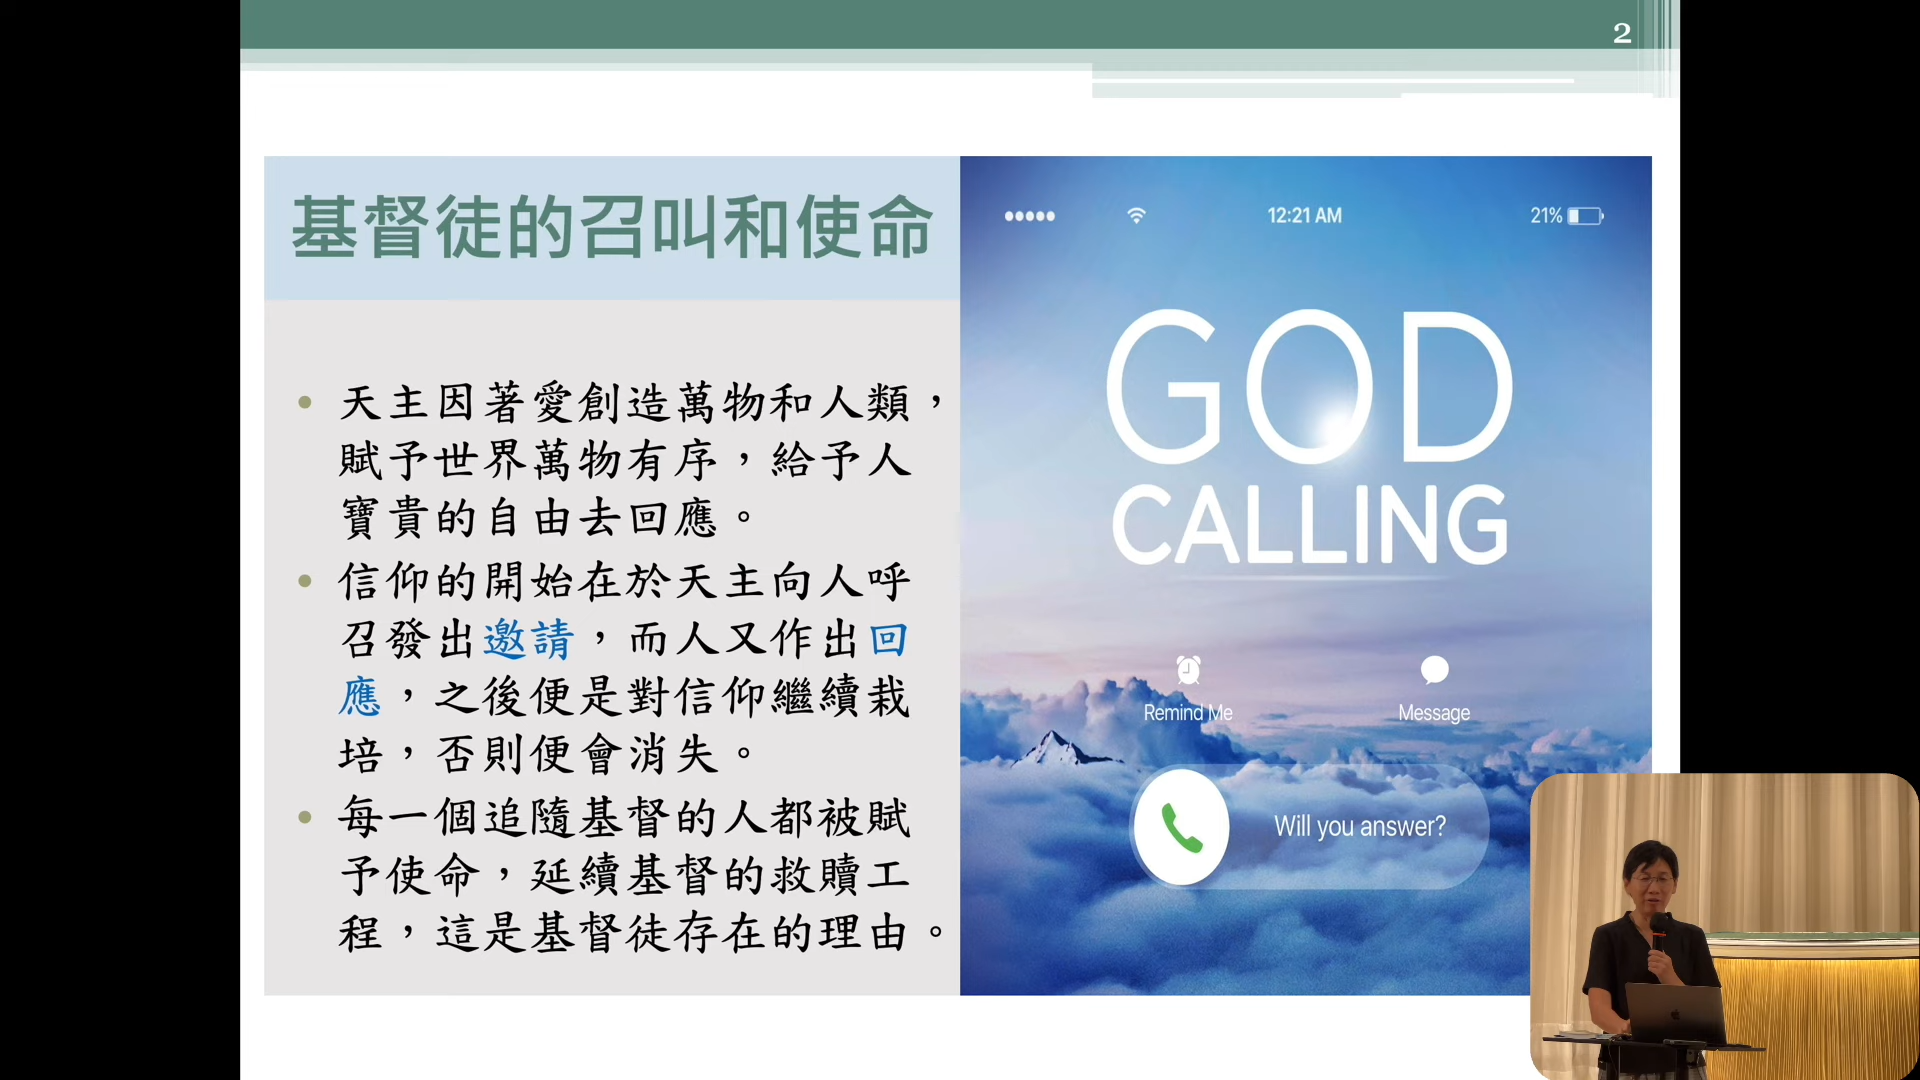 2
基督徒的召叫和使命
• 天主因著愛創造萬物和人類，
賦予世界萬物有序，給予人
寶貴的自由去回應。
• 信仰的開始在於天主向人呼
召發出邀請，而人又作出回
應，之後便是對信仰繼續栽
培，否則便會消失。
• 每一個追隨基督的人都被賦
予使命，延續基督的救贖工
程，這是基督徒存在的理由。
12:21 AM
21%
GOD
CALLING
Remind Me
Message
Will you answer?